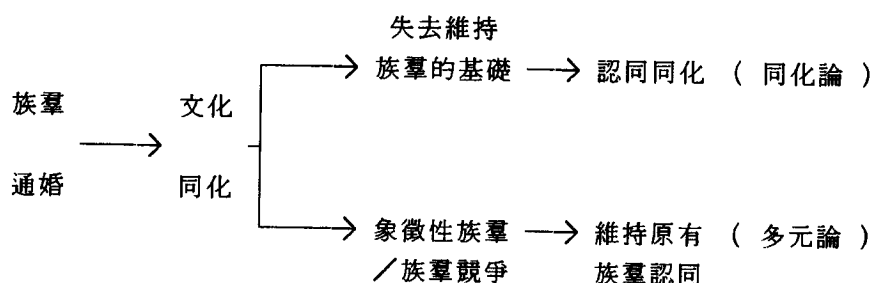 失去維持
族羣的基礎 認同同化 ( 同化論 )
族羣 文化
通婚 同化
象徵性族羣 維持原有 ( 多元論 )
／族羣競爭 族羣認同